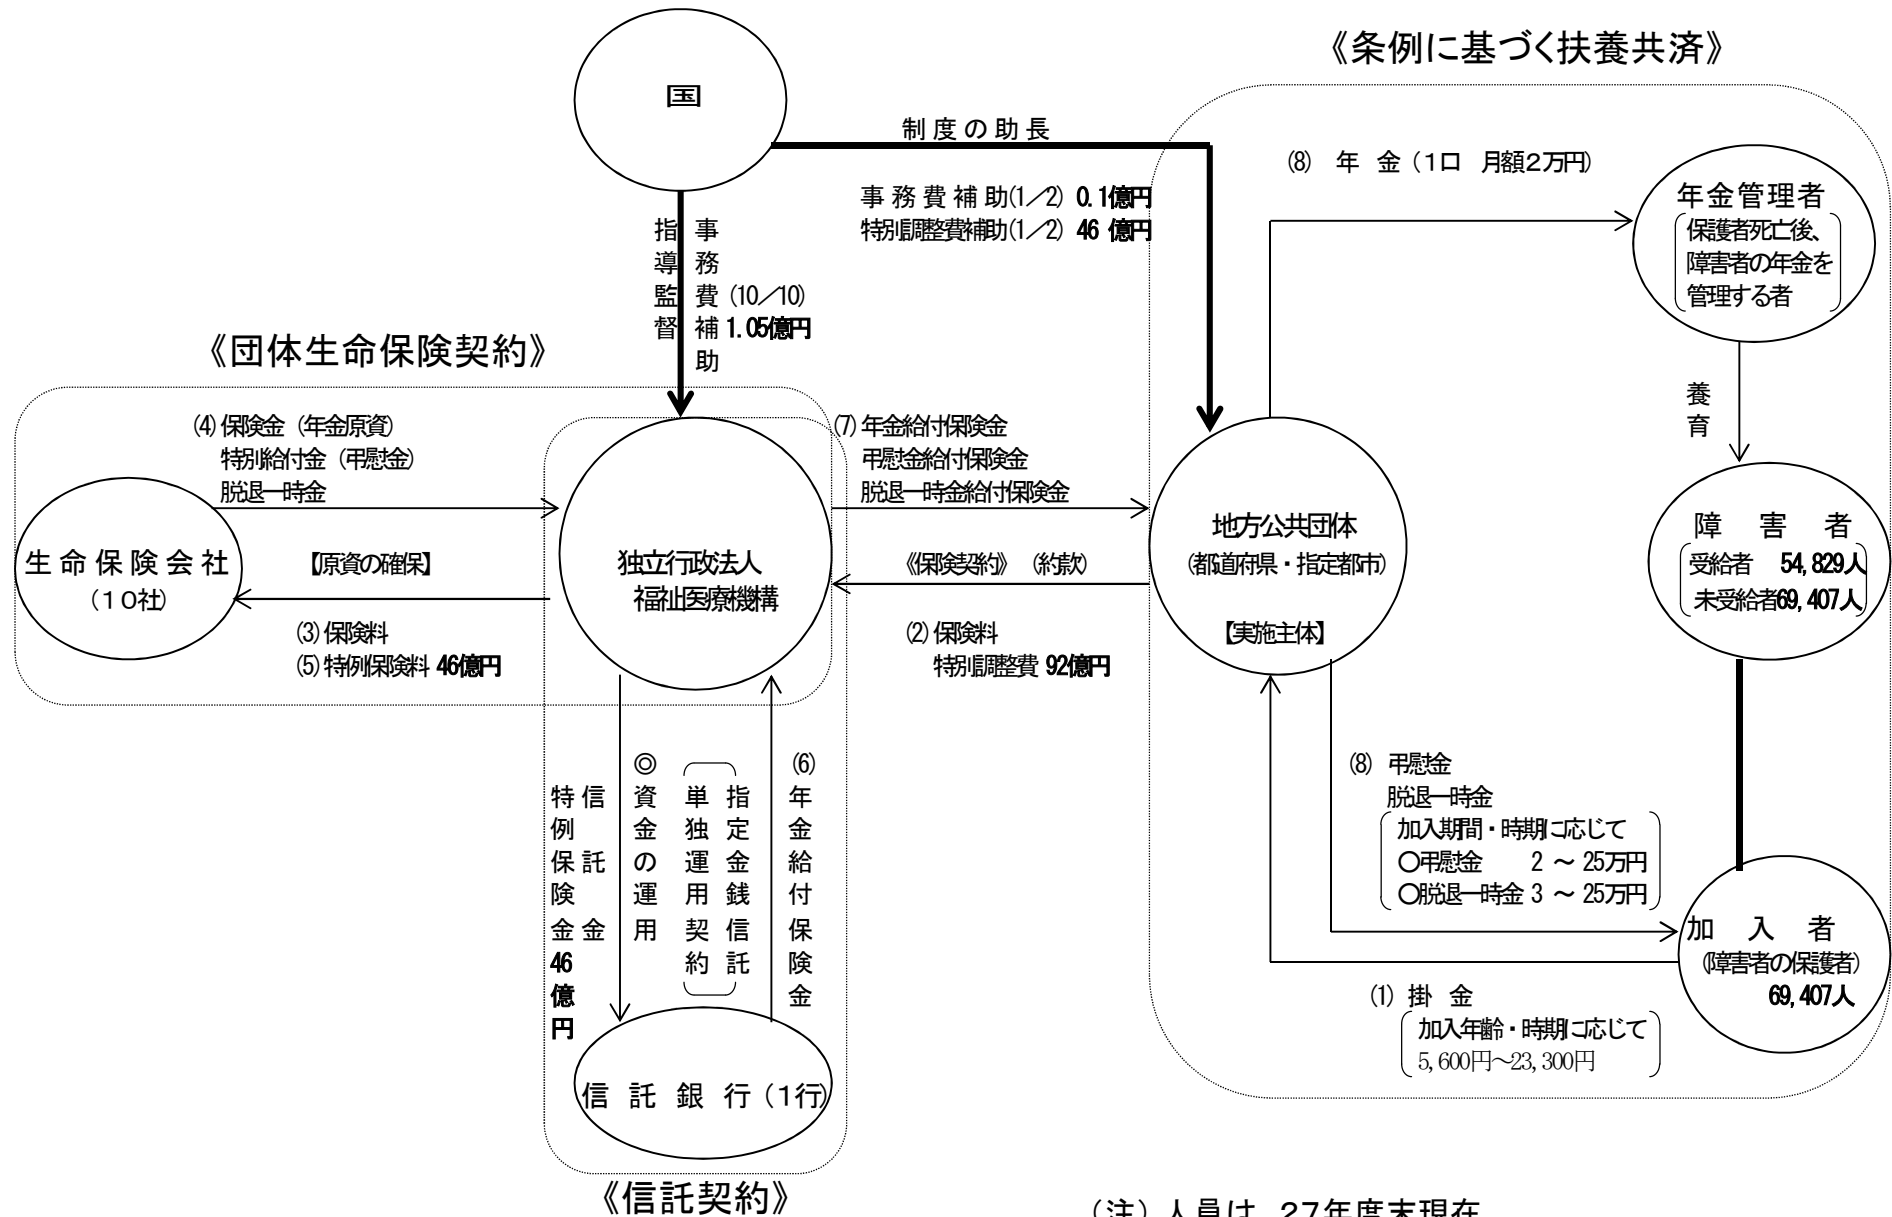 《条例に基づく扶養共済》
国
制度の助長
(8) 年 金（1口 月額2万円）
事務費補助(1／2) 0.1億円
特別調整費補助(1／2) 46 億円
年金管理者
保護者死亡後、
障害者の年金を
管理する者
指導監督
事務費補助
(10／10)
1.05億円
《団体生命保険契約》
養育
(4) 保険金（年金原資）
特別給付金（弔慰金）
脱退一時金
(7) 年金給付保険金
弔慰金給付保険金
脱退一時金給付保険金
生命保険会社
（10社）
【原資の確保】
独立行政法人
福祉医療機構
《保険契約》（約款）
地方公共団体
(都道府県・指定都市)
【実施主体】
障 害 者
受給者 54,829人
未受給者69,407人
(3) 保険料
(5) 特例保険料 46億円
(2) 保険料
特別調整費 92億円
特例保険金46億円
信託金
◎資金の運用
単独運用契約
指定金銭信託
(6)年金給付保険金
(8) 弔慰金
脱退一時金
加入期間・時期に応じて
○弔慰金 2 ～ 25万円
○脱退一時金 3 ～ 25万円
加 入 者
(障害者の保護者)
69,407人
(1) 掛 金
加入年齢・時期に応じて
5,600円～23,300円
信 託 銀 行（1行）
《信託契約》
（注）人員は、27年度末現在